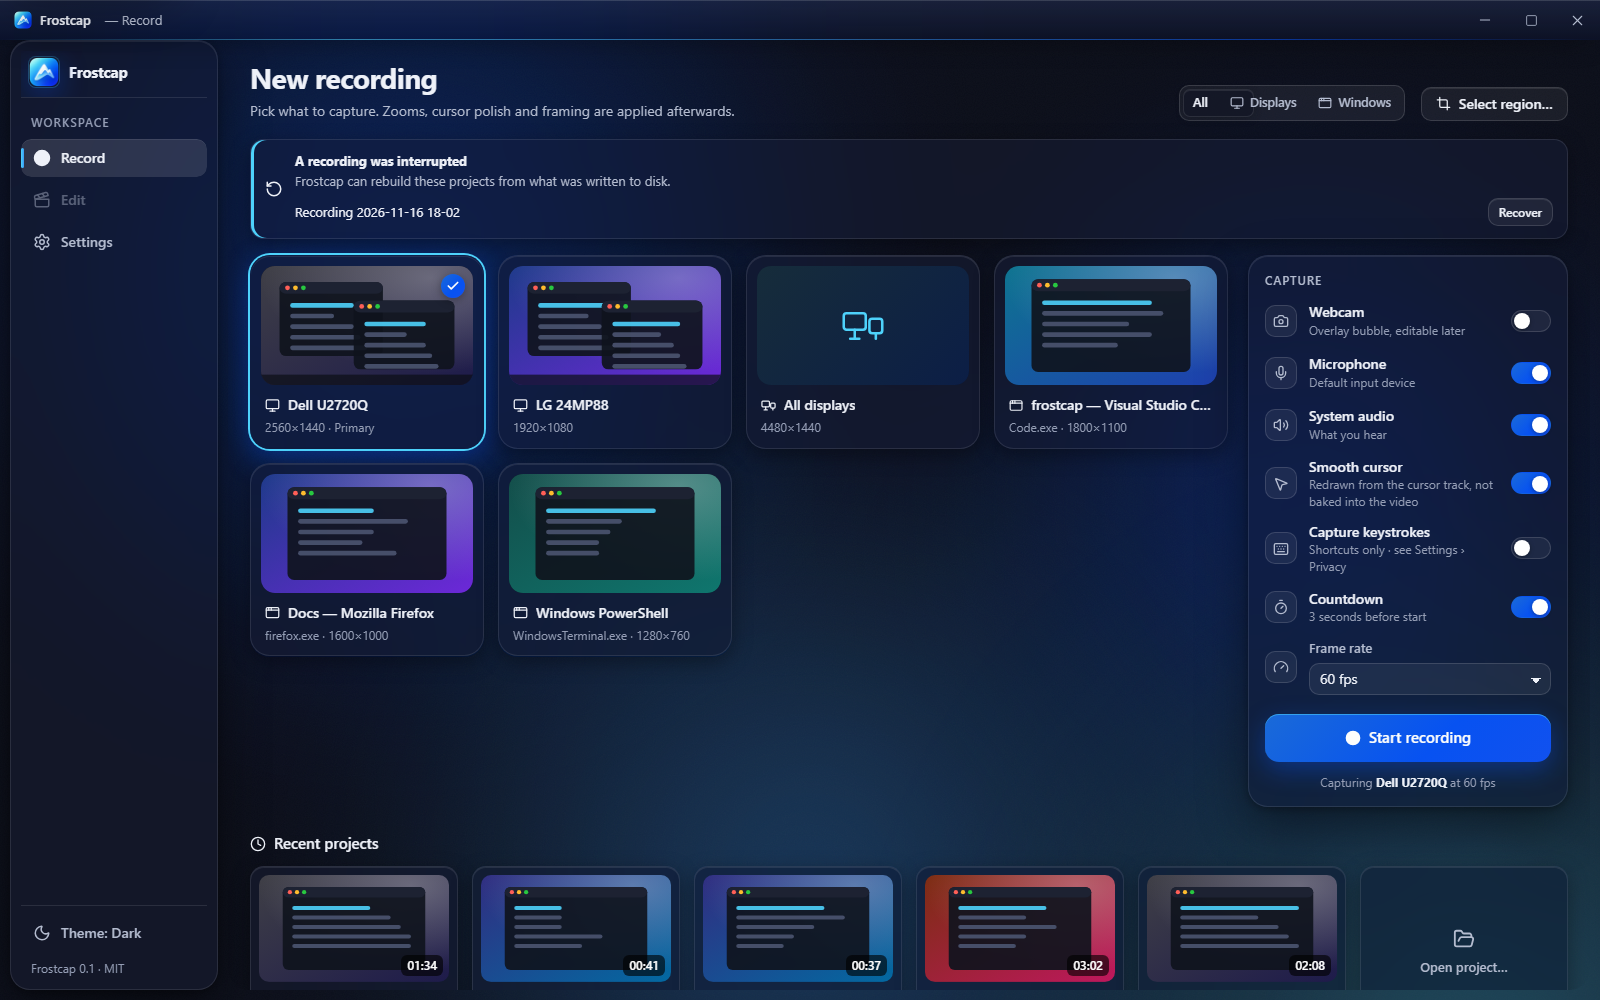 Frostcap — Record
Frostcap
WORKSPACE
Record
Edit
Settings
Theme: Dark
Frostcap 0.1 · MIT
New recording
Pick what to capture. Zooms, cursor polish and framing are applied afterwards.
All Displays Windows
Select region...
A recording was interrupted
Frostcap can rebuild these projects from what was written to disk.
Recording 2026-11-16 18-02
Recover
Dell U2720Q
2560×1440 · Primary
LG 24MP88
1920×1080
All displays
4480×1440
frostcap — Visual Studio C...
Code.exe · 1800×1100
Docs — Mozilla Firefox
firefox.exe · 1600×1000
Windows PowerShell
WindowsTerminal.exe · 1280×760
CAPTURE
Webcam
Overlay bubble, editable later
Microphone
Default input device
System audio
What you hear
Smooth cursor
Redrawn from the cursor track, not
baked into the video
Capture keystrokes
Shortcuts only · see Settings ›
Privacy
Countdown
3 seconds before start
Frame rate
60 fps
Start recording
Capturing Dell U2720Q at 60 fps
Recent projects
01:34
00:41
00:37
03:02
02:08
Open project...